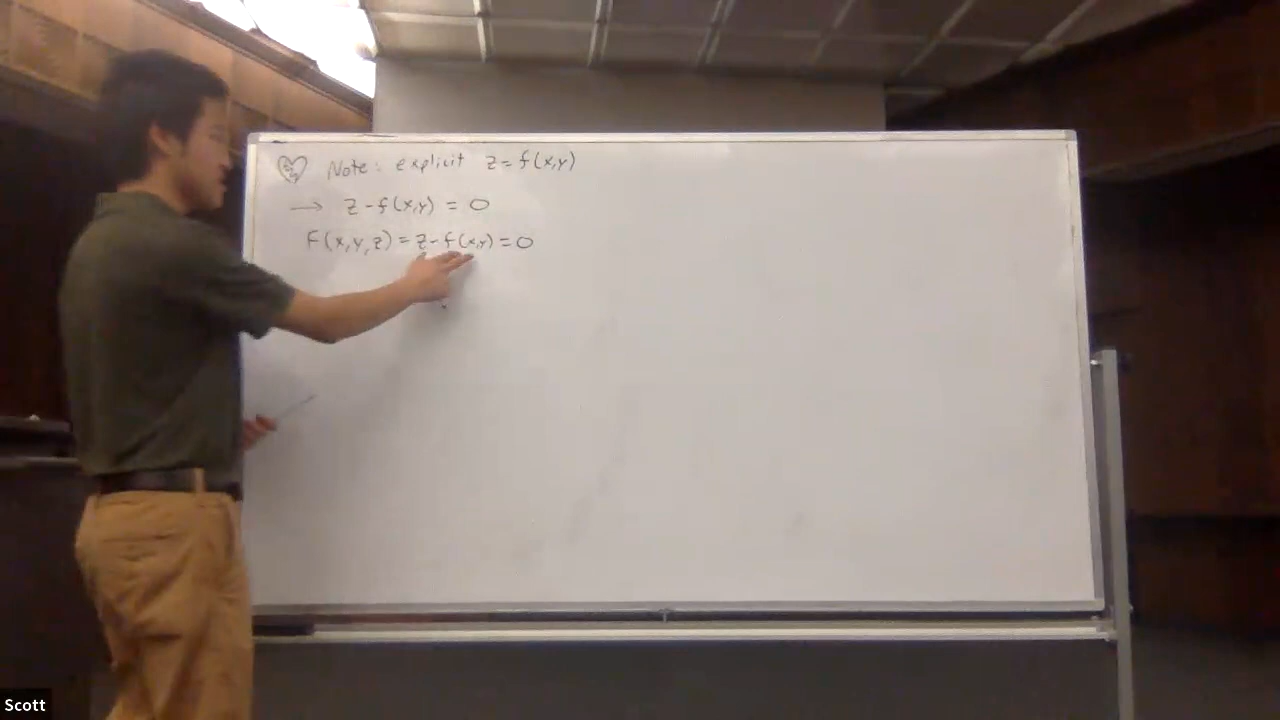 Note: explicit z = f(x,y)
→ z - f(x,y) = 0
F(x,y,z) = z - f(x,y) = 0
Scott